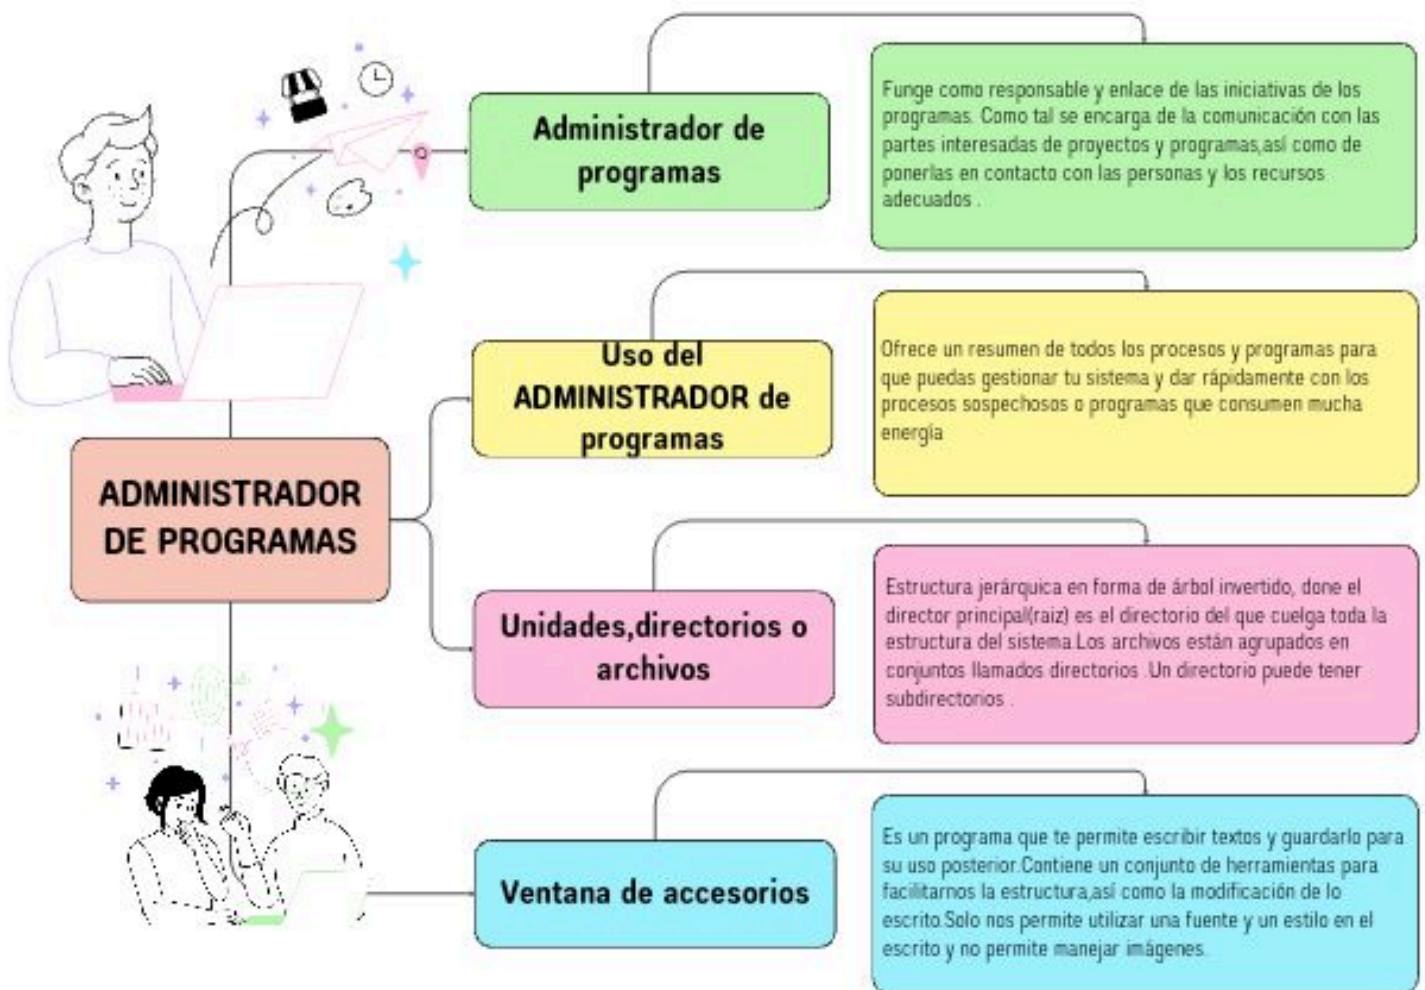 Administrador de
programas
Funge como responsable y enlace de las iniciativas de los
programas. Como tal se encarga de la comunicación con las
partes interesadas de proyectos y programas,así como de
ponerlas en contacto con las personas y los recursos
adecuados .
Uso del
ADMINISTRADOR de
programas
Ofrece un resumen de todos los procesos y programas para
que puedas gestionar tu sistema y dar rápidamente con los
procesos sospechosos o programas que consumen mucha
energía
ADMINISTRADOR
DE PROGRAMAS
Unidades,directorios o
archivos
Estructura jerárquica en forma de árbol invertido, done el
director principal(raiz) es el directorio del que cuelga toda la
estructura del sistema.Los archivos están agrupados en
conjuntos llamados directorios .Un directorio puede tener
subdirectorios .
Ventana de accesorios
Es un programa que te permite escribir textos y guardarlo para
su uso posterior.Contiene un conjunto de herramientas para
facilitarnos la estructura,así como la modificación de lo
escrito.Solo nos permite utilizar una fuente y un estilo en el
escrito y no permite manejar imágenes.